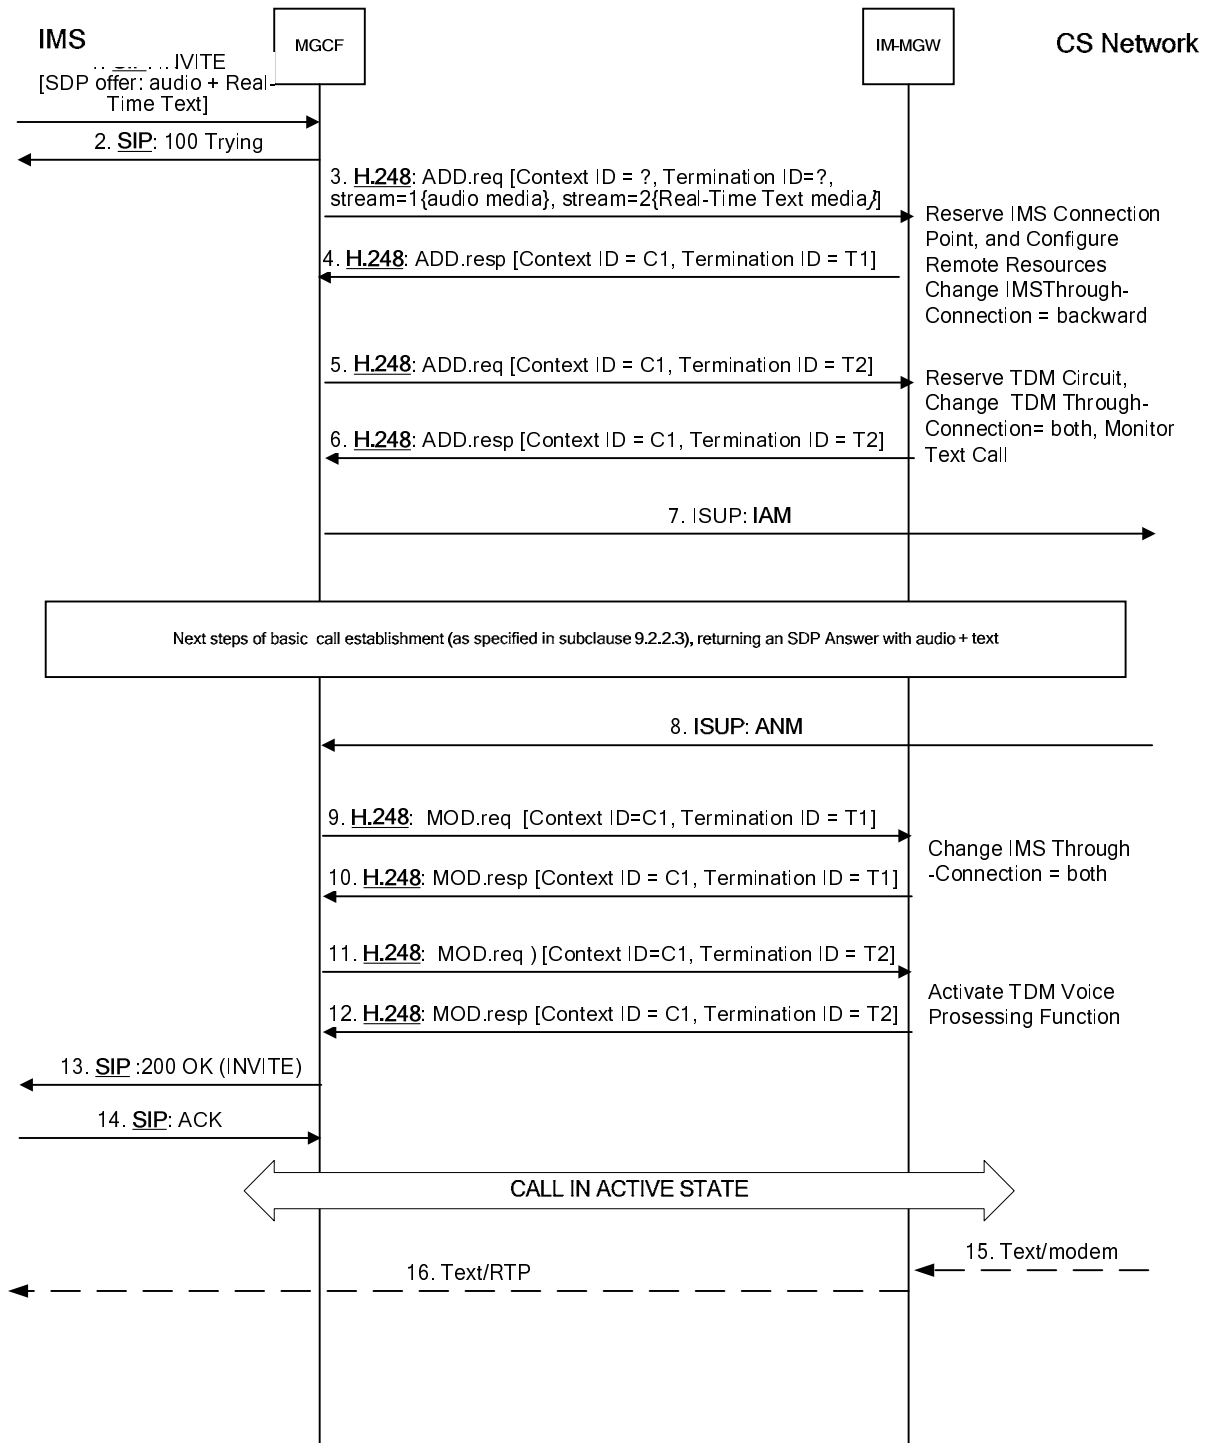 IMS
MGCF
IM-MGW
CS Network
INVITE
[SDP offer: audio + Real-
Time Text]
2. SIP: 100 Trying
3. H.248: ADD.req [Context ID = ?, Termination ID=?,
stream=1{audio media}, stream=2{Real-Time Text media}]
Reserve IMS Connection
Point, and Configure
Remote Resources
Change IMSThrough-
Connection = backward
4. H.248: ADD.resp [Context ID = C1, Termination ID = T1]
5. H.248: ADD.req [Context ID = C1, Termination ID = T2]
Reserve TDM Circuit,
Change TDM Through-
Connection= both, Monitor
Text Call
6. H.248: ADD.resp [Context ID = C1, Termination ID = T2]
7. ISUP: IAM
Next steps of basic call establishment (as specified in subclause 9.2.2.3), returning an SDP Answer with audio + text
8. ISUP: ANM
9. H.248: MOD.req [Context ID=C1, Termination ID = T1]
Change IMS Through
-Connection = both
10. H.248: MOD.resp [Context ID = C1, Termination ID = T1]
11. H.248: MOD.req ) [Context ID=C1, Termination ID = T2]
Activate TDM Voice
Prosessing Function
12. H.248: MOD.resp [Context ID = C1, Termination ID = T2]
13. SIP :200 OK (INVITE)
14. SIP: ACK
CALL IN ACTIVE STATE
15. Text/modem
16. Text/RTP